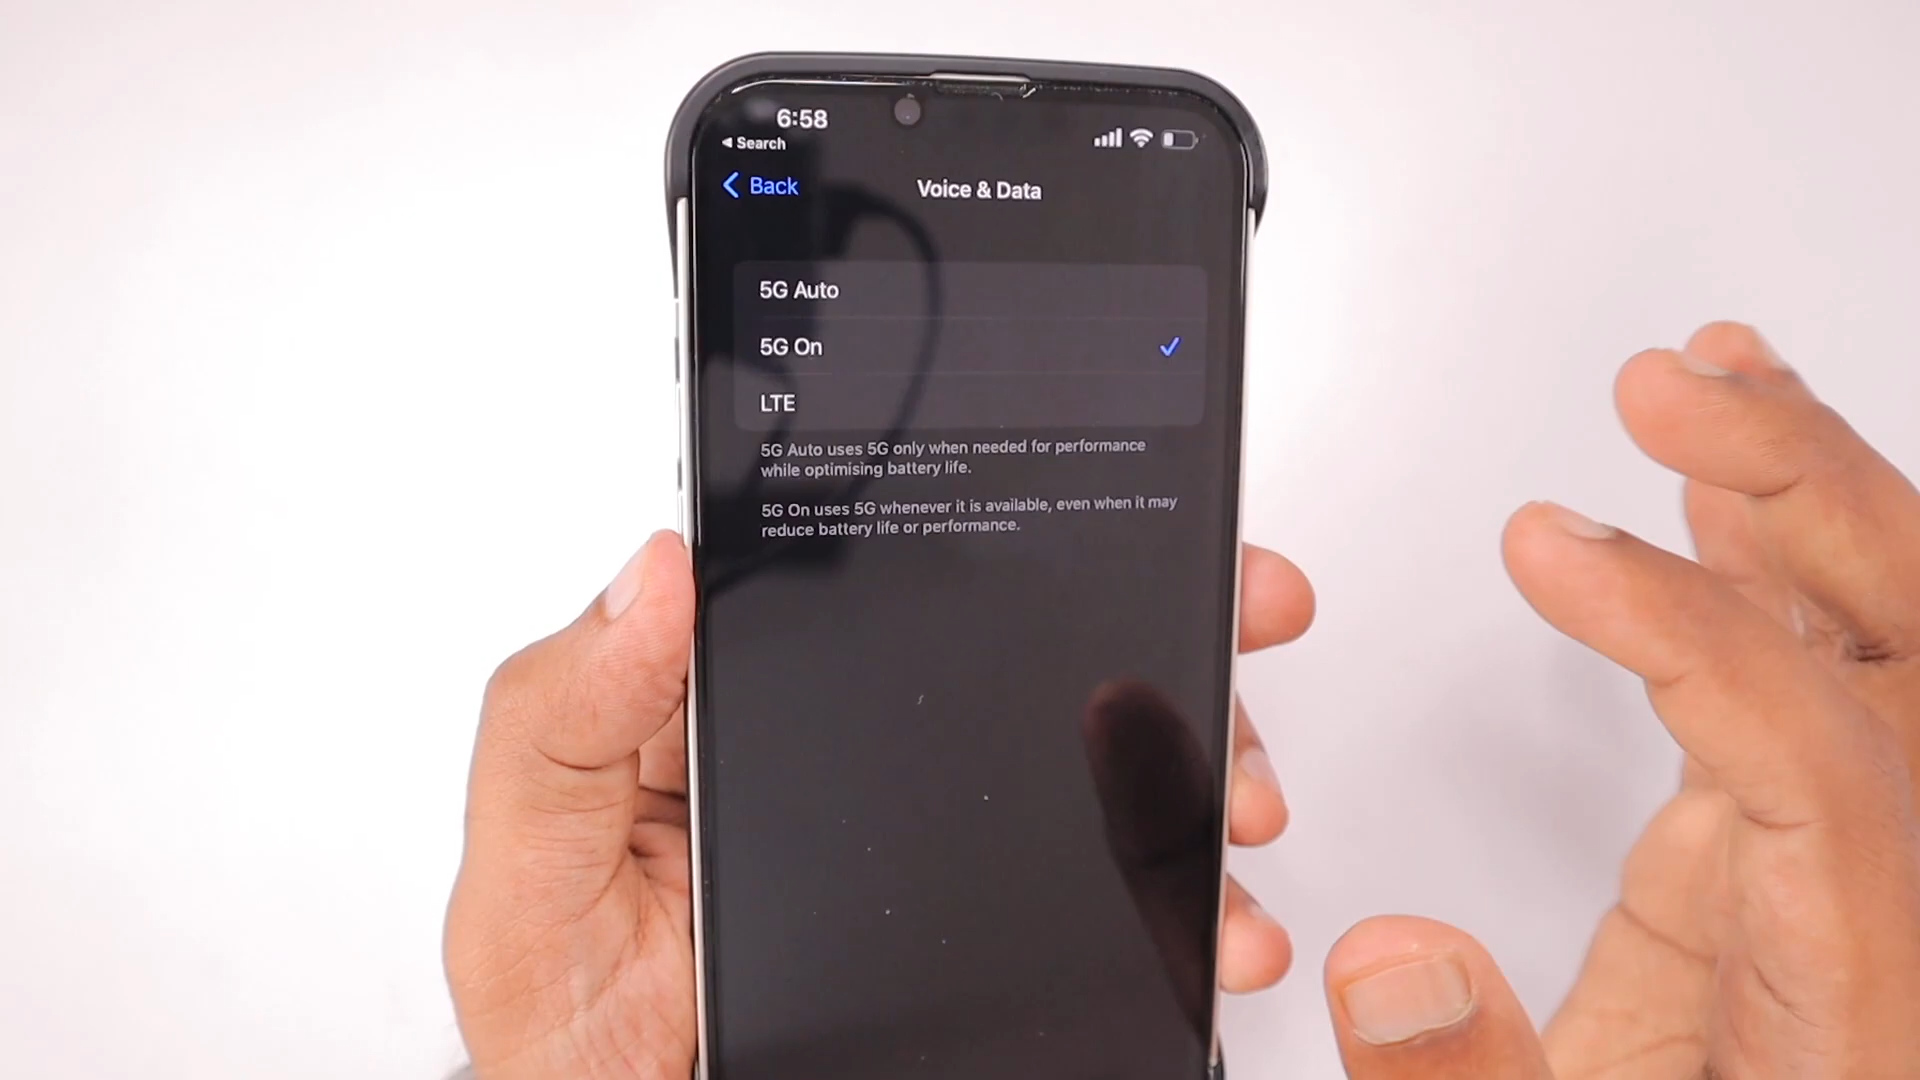 6:58
Search
Back
Voice & Data
5G Auto
5G On
LTE
5G Auto uses 5G only when needed for performance
while optimising battery life.
5G On uses 5G whenever it is available, even when it may
reduce battery life or performance.